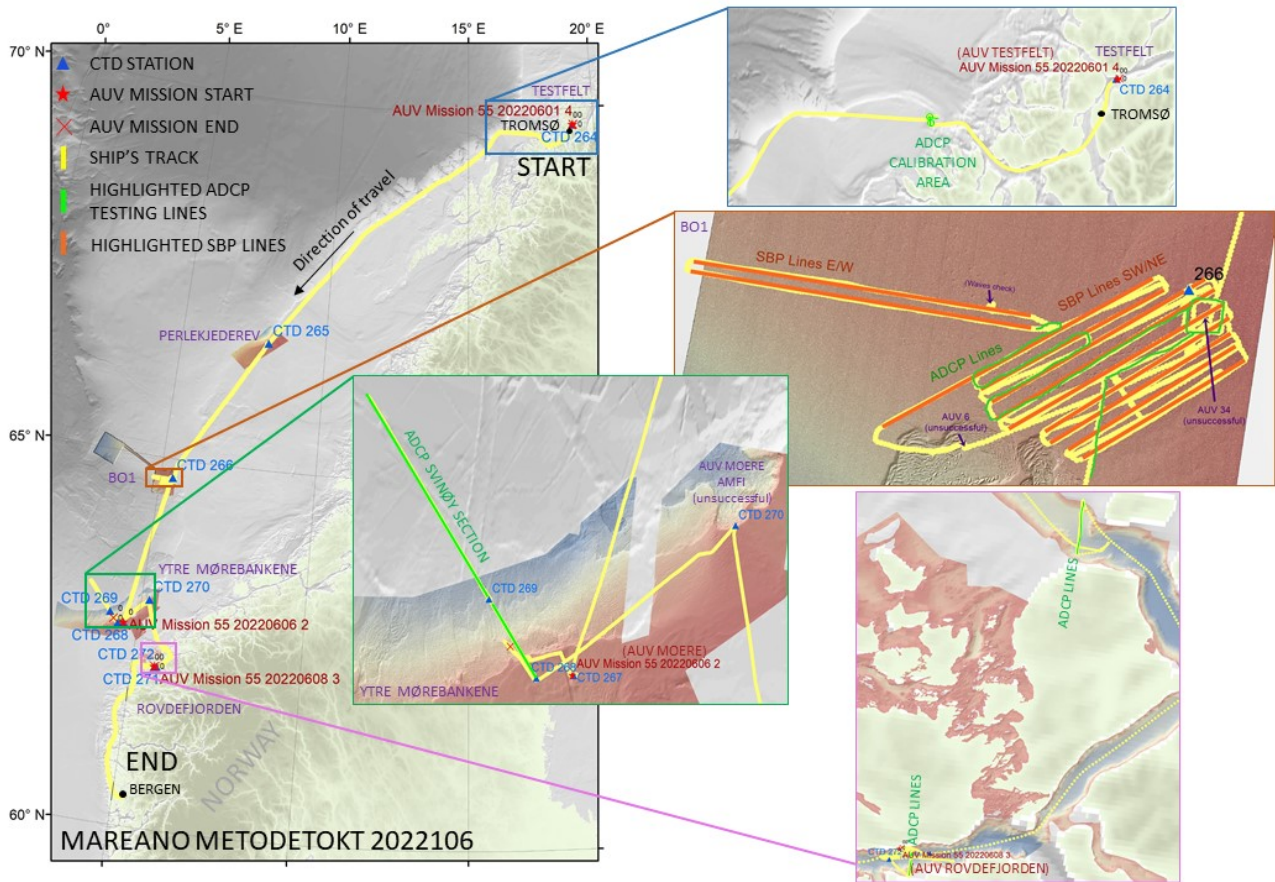 0°
5° E
10° E
15° E
20° E
70° N
65° N
60° N
CTD STATION
AUV MISSION START
AUV MISSION END
SHIP'S TRACK
HIGHLIGHTED ADCP
TESTING LINES
HIGHLIGHTED SBP LINES
TESTFELT
AUV Mission 55 20220601 4
TROMSØ
CTD 264
START
Direction of travel
PERLEKJEDEREV
CTD 265
CTD 266
BO1
YTRE MØREBANKENE
CTD 269
CTD 270
CTD 268
AUV Mission 55 20220606 2
CTD 272
CTD 271
AUV Mission 55 20220608 3
ROVDEFJORDEN
END
BERGEN
NORWAY
MAREANO METODETOKT 2022106
(AUV TESTFELT)
TESTFELT
AUV Mission 55 20220601 4
CTD 264
TROMSØ
ADCP
CALIBRATION
AREA
BO1
SBP Lines E/W
(Waves check)
SBP Lines SW/NE
266
ADCP Lines
AUV 6
(unsuccessful)
AUV 34
(unsuccessful)
ADCP SVINØY SECTION
AUV MOERE
AMFI
(unsuccessful)
CTD 270
CTD 269
(AUV MOERE)
CTD 268
AUV Mission 55 20220606 2
CTD 267
YTRE MØREBANKENE
ADCP LINES
ADCP LINES
AUV Mission 55 20220608 3
(AUV ROVDEFJORDEN)